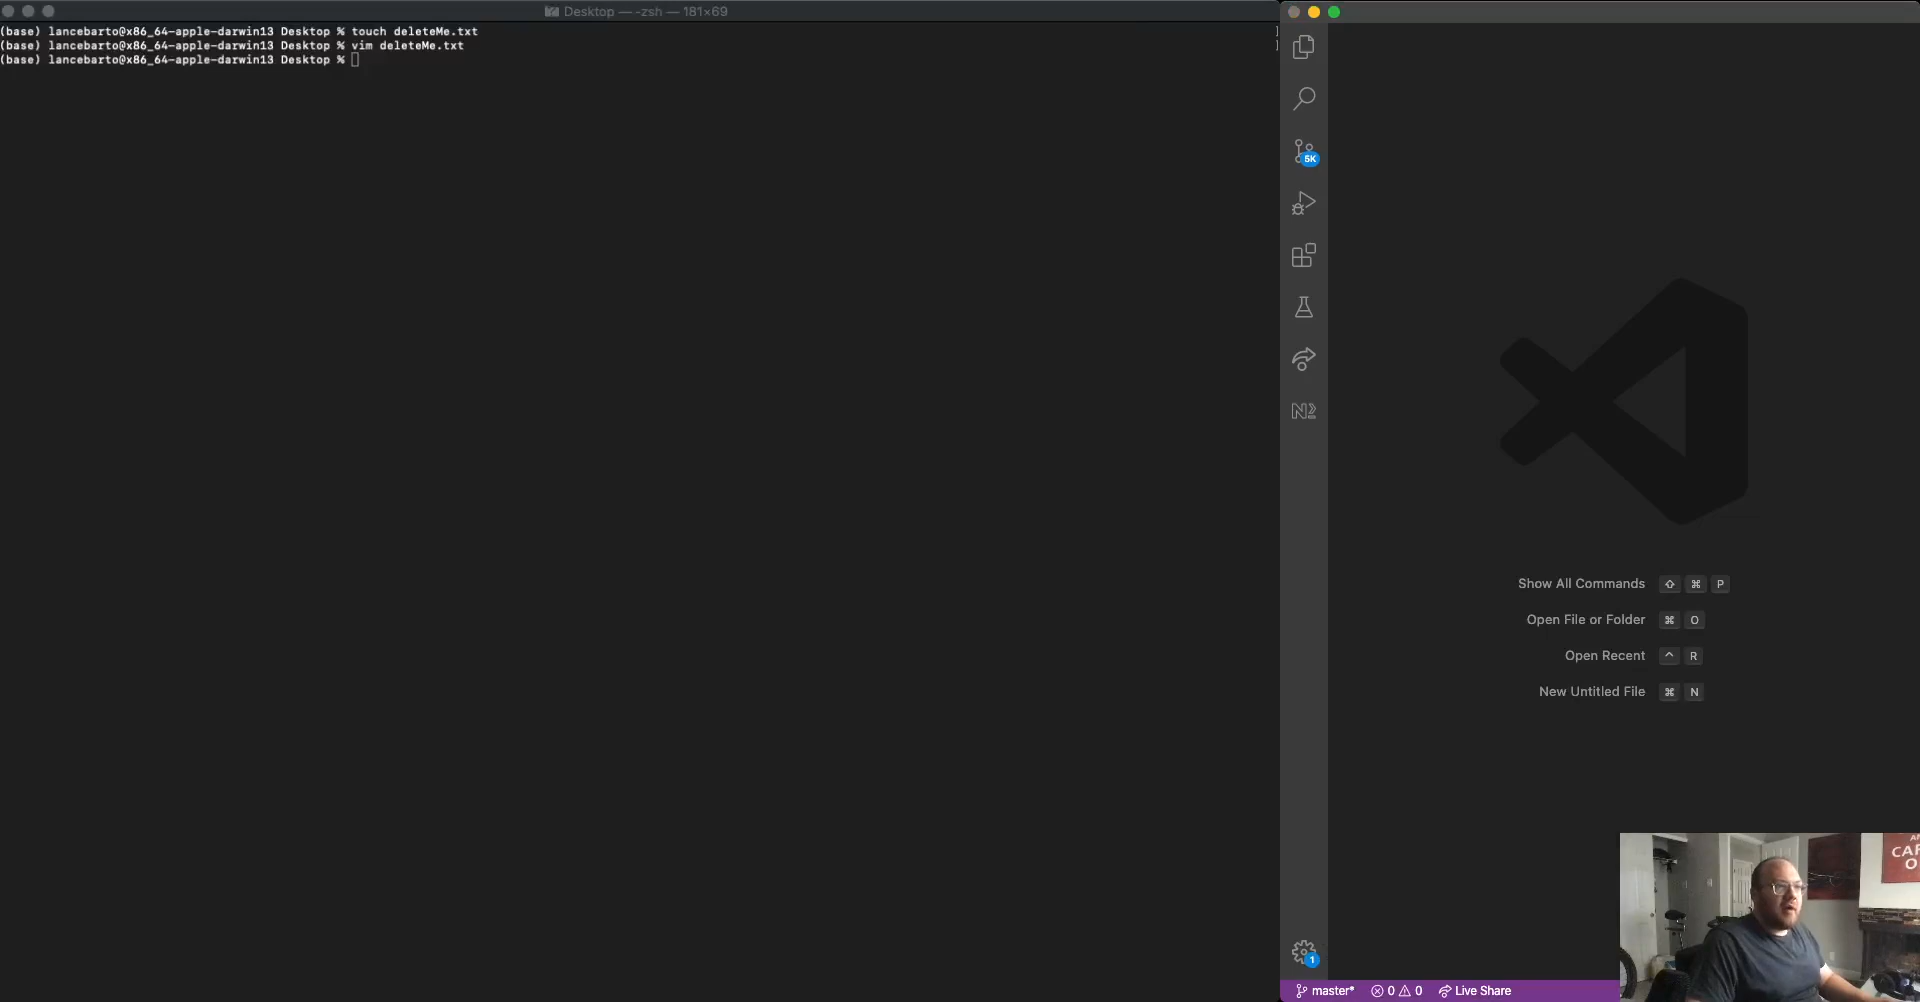 Desktop — -zsh — 181×69
(base) lancebarto@x86_64-apple-darwin13 Desktop % touch deleteMe.txt
(base) lancebarto@x86_64-apple-darwin13 Desktop % vim deleteMe.txt
(base) lancebarto@x86_64-apple-darwin13 Desktop %
5K
Show All Commands ⇧ ⌘ P
Open File or Folder ⌘ O
Open Recent ^ R
New Untitled File ⌘ N
1
master* 0 0 Live Share